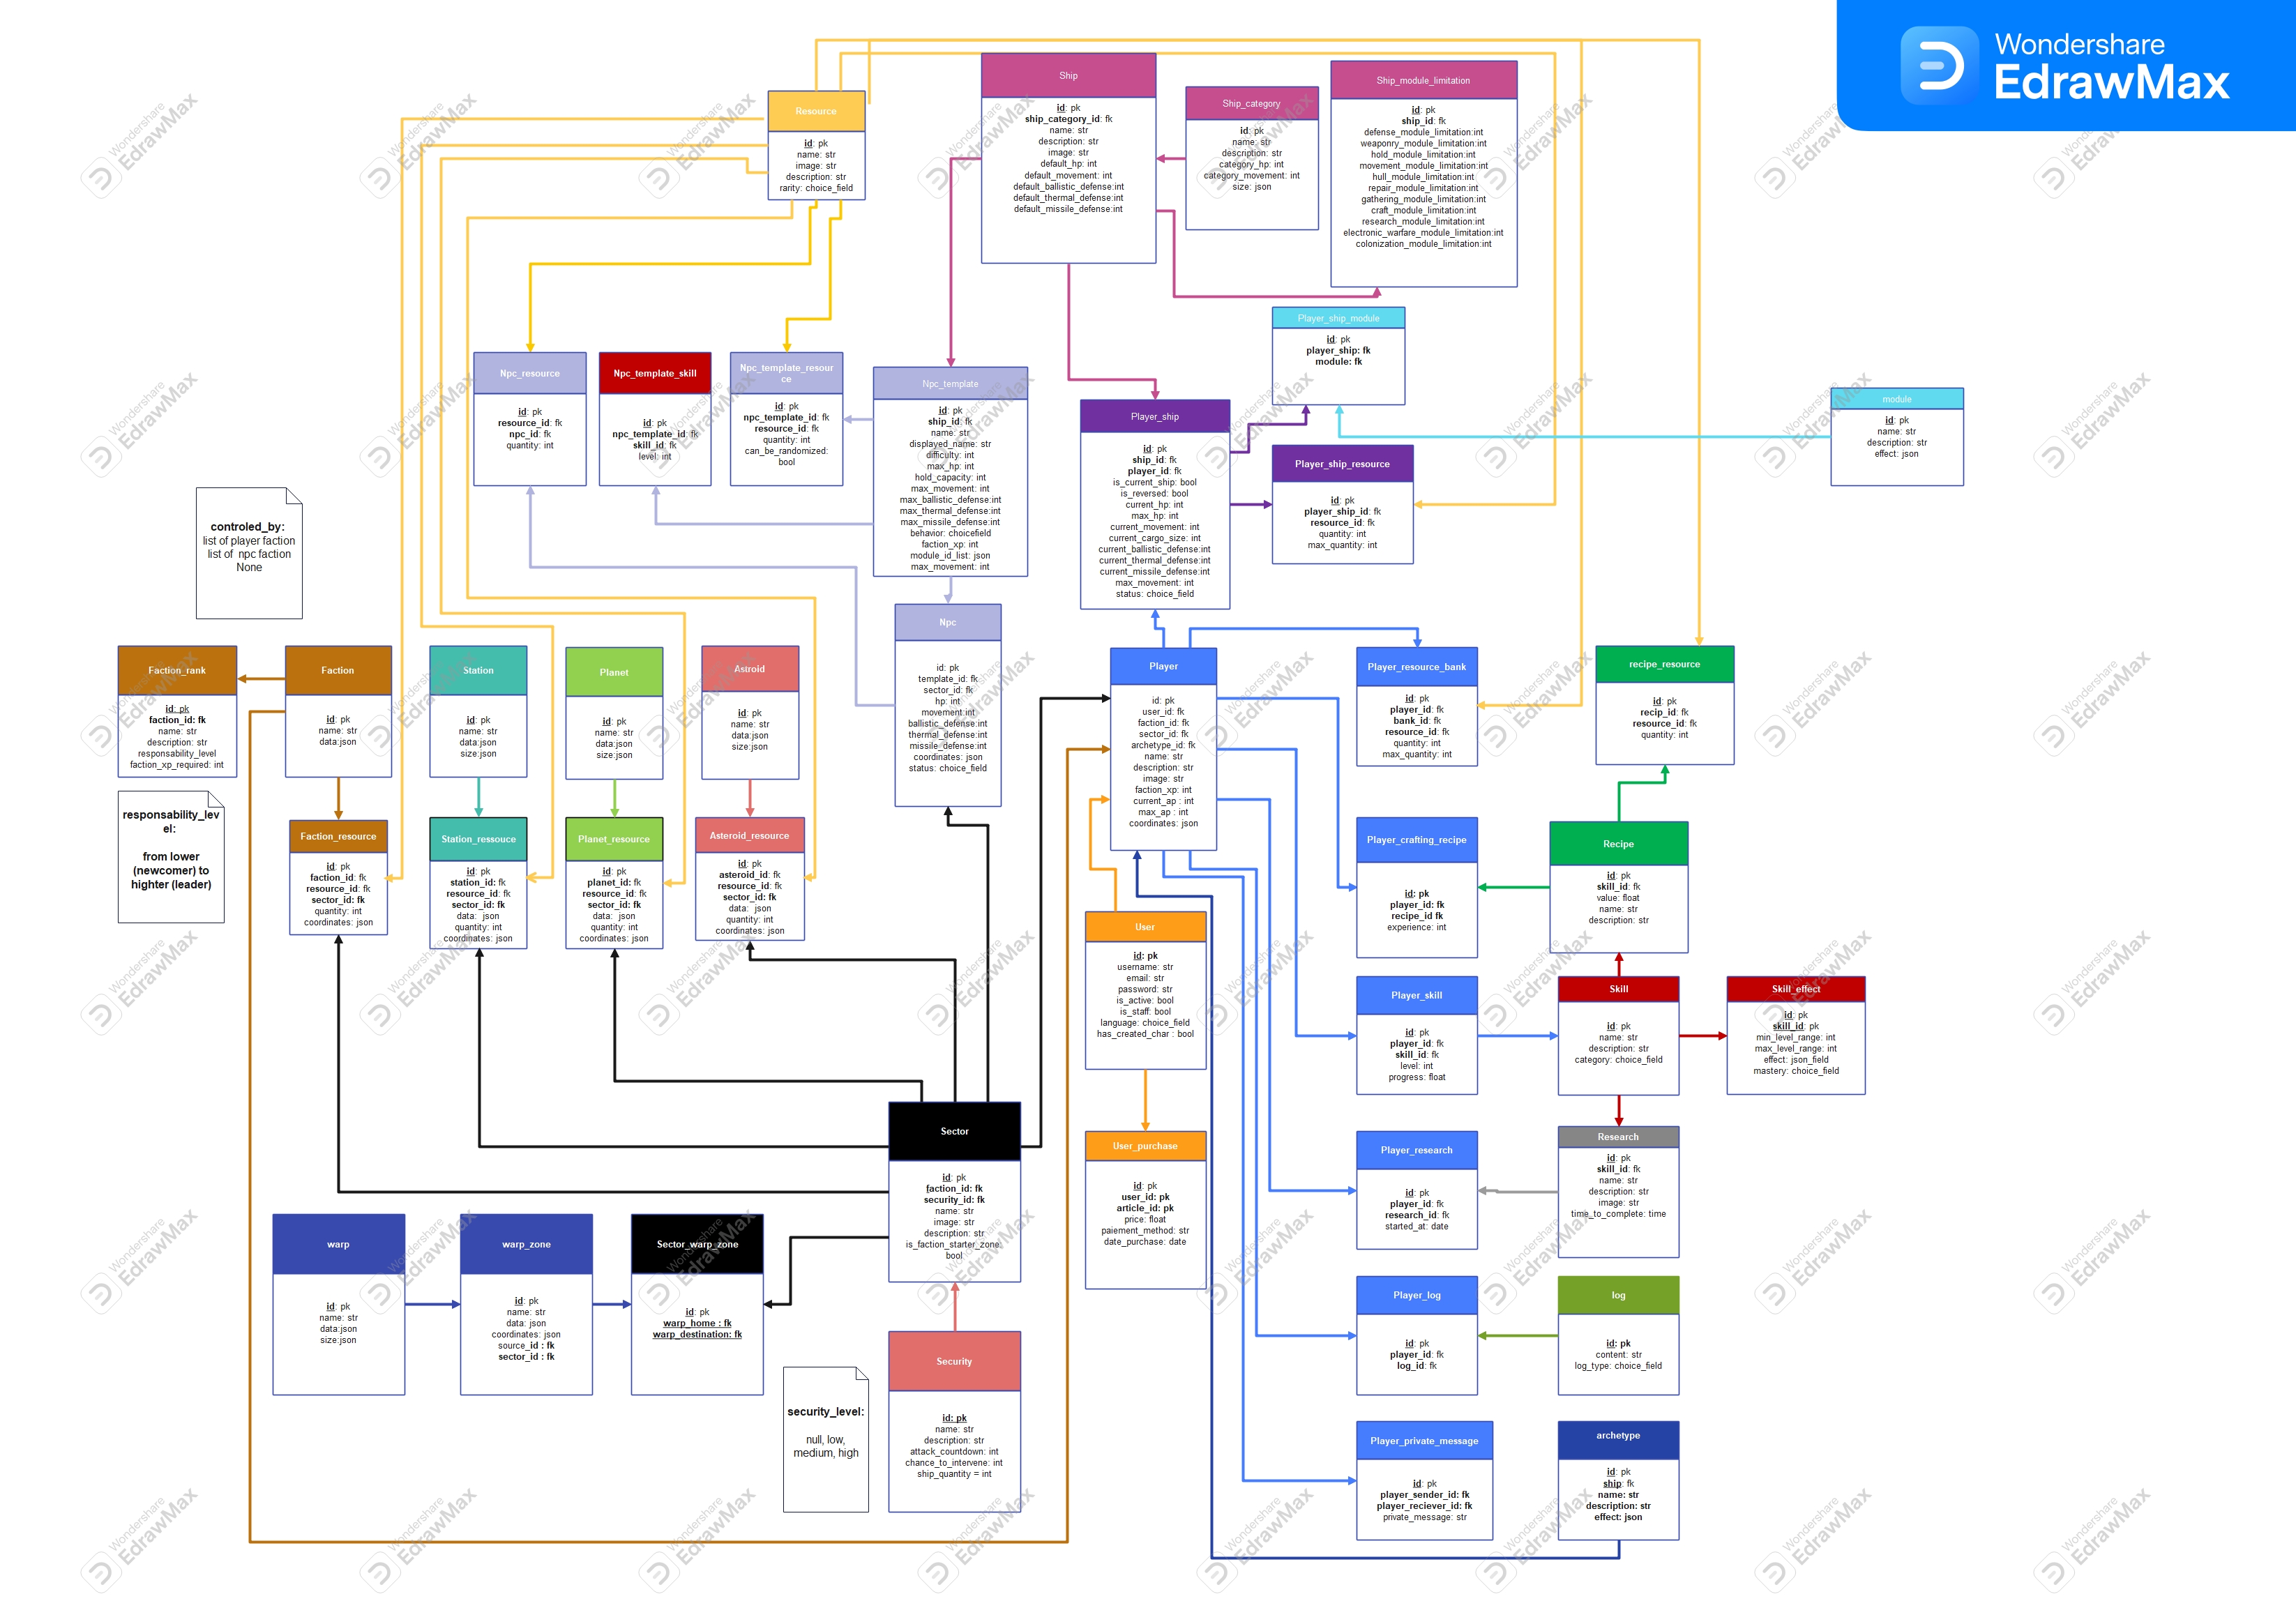 Wondershare
EdrawMax
Resource
id: pk
name: str
image: str
description: str
rarity: choice_field
Ship
id: pk
ship_category_id: fk
name: str
description: str
image: str
default_hp: int
default_movement: int
default_ballistic_defense:int
default_thermal_defense:int
default_missile_defense:int
Ship_category
id: pk
name: str
description: str
category_hp: int
category_movement: int
size: json
Ship_module_limitation
id: pk
ship_id: fk
defense_module_limitation:int
weaponry_module_limitation:int
hold_module_limitation:int
movement_module_limitation:int
hull_module_limitation:int
repair_module_limitation:int
gathering_module_limitation:int
craft_module_limitation:int
research_module_limitation:int
electronic_warfare_module_limitation:int
colonization_module_limitation:int
Player_ship_module
id: pk
player_ship: fk
module: fk
Npc_resource
id: pk
resource_id: fk
npc_id: fk
quantity: int
Npc_template_skill
id: pk
npc_template_id: fk
skill_id: fk
level: int
Npc_template_resour
ce
id: pk
npc_template_id: fk
resource_id: fk
quantity: int
can_be_randomized:
bool
Npc_template
id: pk
ship_id: fk
name: str
displayed_name: str
difficulty: int
max_hp: int
hold_capacity: int
max_movement: int
max_ballistic_defense:int
max_thermal_defense:int
max_missile_defense:int
behavior: choicefield
faction_xp: int
module_id_list: json
max_movement: int
Player_ship
id: pk
ship_id: fk
player_id: fk
is_current_ship: bool
is_reversed: bool
current_hp: int
max_hp: int
current_movement: int
current_cargo_size: int
current_ballistic_defense:int
current_thermal_defense:int
current_missile_defense:int
max_movement: int
status: choice_field
Player_ship_resource
id: pk
player_ship_id: fk
resource_id: fk
quantity: int
max_quantity: int
module
id: pk
name: str
description: str
effect: json
controled_by:
list of player faction
list of  npc faction
None
Npc
id: pk
template_id: fk
sector_id: fk
hp: int
movement:int
ballistic_defense:int
thermal_defense:int
missile_defense:int
coordinates: json
status: choice_field
Faction_rank
id: pk
faction_id: fk
name: str
description: str
responsability_level
faction_xp_required: int
Faction
id: pk
name: str
data:json
Station
id: pk
name: str
data:json
size:json
Planet
id: pk
name: str
data:json
size:json
Astroid
id: pk
name: str
data:json
size:json
Player
id: pk
user_id: fk
faction_id: fk
sector_id: fk
archetype_id: fk
name: str
description: str
image: str
faction_xp: int
current_ap : int
max_ap : int
coordinates: json
Player_resource_bank
id: pk
player_id: fk
bank_id: fk
resource_id: fk
quantity: int
max_quantity: int
recipe_resource
id: pk
recip_id: fk
resource_id: fk
quantity: int
responsability_lev
el:
from lower
(newcomer) to
highter (leader)
Faction_resource
id: pk
faction_id: fk
resource_id: fk
sector_id: fk
quantity: int
coordinates: json
Station_ressouce
id: pk
station_id: fk
resource_id: fk
sector_id: fk
data:  json
quantity: int
coordinates: json
Planet_resource
id: pk
planet_id: fk
resource_id: fk
sector_id: fk
data:  json
quantity: int
coordinates: json
Asteroid_resource
id: pk
asteroid_id: fk
resource_id: fk
sector_id: fk
data:  json
quantity: int
coordinates: json
Player_crafting_recipe
id: pk
player_id: fk
recipe_id fk
experience: int
Recipe
id: pk
skill_id: fk
value: float
name: str
description: str
User
id: pk
username: str
email: str
password: str
is_active: bool
is_staff: bool
language: choice_field
has_created_char : bool
Player_skill
id: pk
player_id: fk
skill_id: fk
level: int
progress: float
Skill
id: pk
name: str
description: str
category: choice_field
Skill_effect
id: pk
skill_id: pk
min_level_range: int
max_level_range: int
effect: json_field
mastery: choice_field
Sector
id: pk
faction_id: fk
security_id: fk
name: str
image: str
description: str
is_faction_starter_zone:
bool
User_purchase
id: pk
user_id: pk
article_id: pk
price: float
paiement_method: str
date_purchase: date
Player_research
id: pk
player_id: fk
research_id: fk
started_at: date
Research
id: pk
skill_id: fk
name: str
description: str
image: str
time_to_complete: time
warp
id: pk
name: str
data:json
size:json
warp_zone
id: pk
name: str
data: json
coordinates: json
source_id : fk
sector_id : fk
Sector_warp_zone
id: pk
warp_home : fk
warp_destination: fk
Player_log
id: pk
player_id: fk
log_id: fk
log
id: pk
content: str
log_type: choice_field
security_level:
null, low,
medium, high
Security
id: pk
name: str
description: str
attack_countdown: int
chance_to_intervene: int
ship_quantity = int
Player_private_message
id: pk
player_sender_id: fk
player_reciever_id: fk
private_message: str
archetype
id: pk
ship: fk
name: str
description: str
effect: json